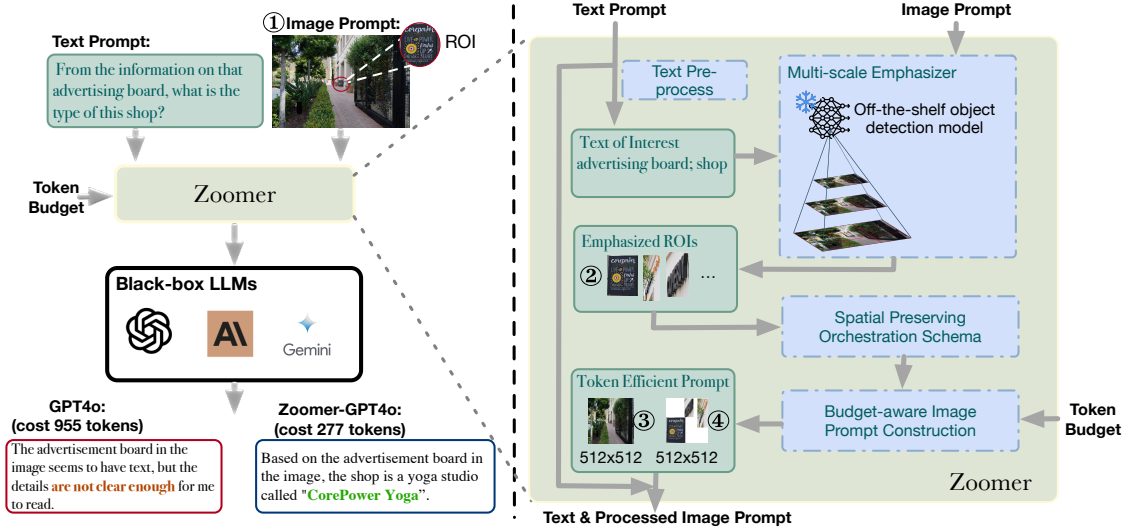 Text Prompt:
From the information on that
advertising board, what is the
type of this shop?
① Image Prompt:
ROI
corepower
Token
Budget
Zoomer
Black-box LLMs
Gemini
GPT4o:
(cost 955 tokens)
The advertisement board in the
image seems to have text, but the
details are not clear enough for me
to read.
Zoomer-GPT4o:
(cost 277 tokens)
Based on the advertisement board in
the image, the shop is a yoga studio
called "CorePower Yoga”.
Text Prompt
Image Prompt
Text Pre-
process
Multi-scale Emphasizer
Off-the-shelf object
detection model
Text of Interest
advertising board; shop
Emphasized ROIs
②
...
Spatial Preserving
Orchestration Schema
Token Efficient Prompt
③
④
512x512
512x512
Budget-aware Image
Prompt Construction
Token
Budget
Zoomer
Text & Processed Image Prompt